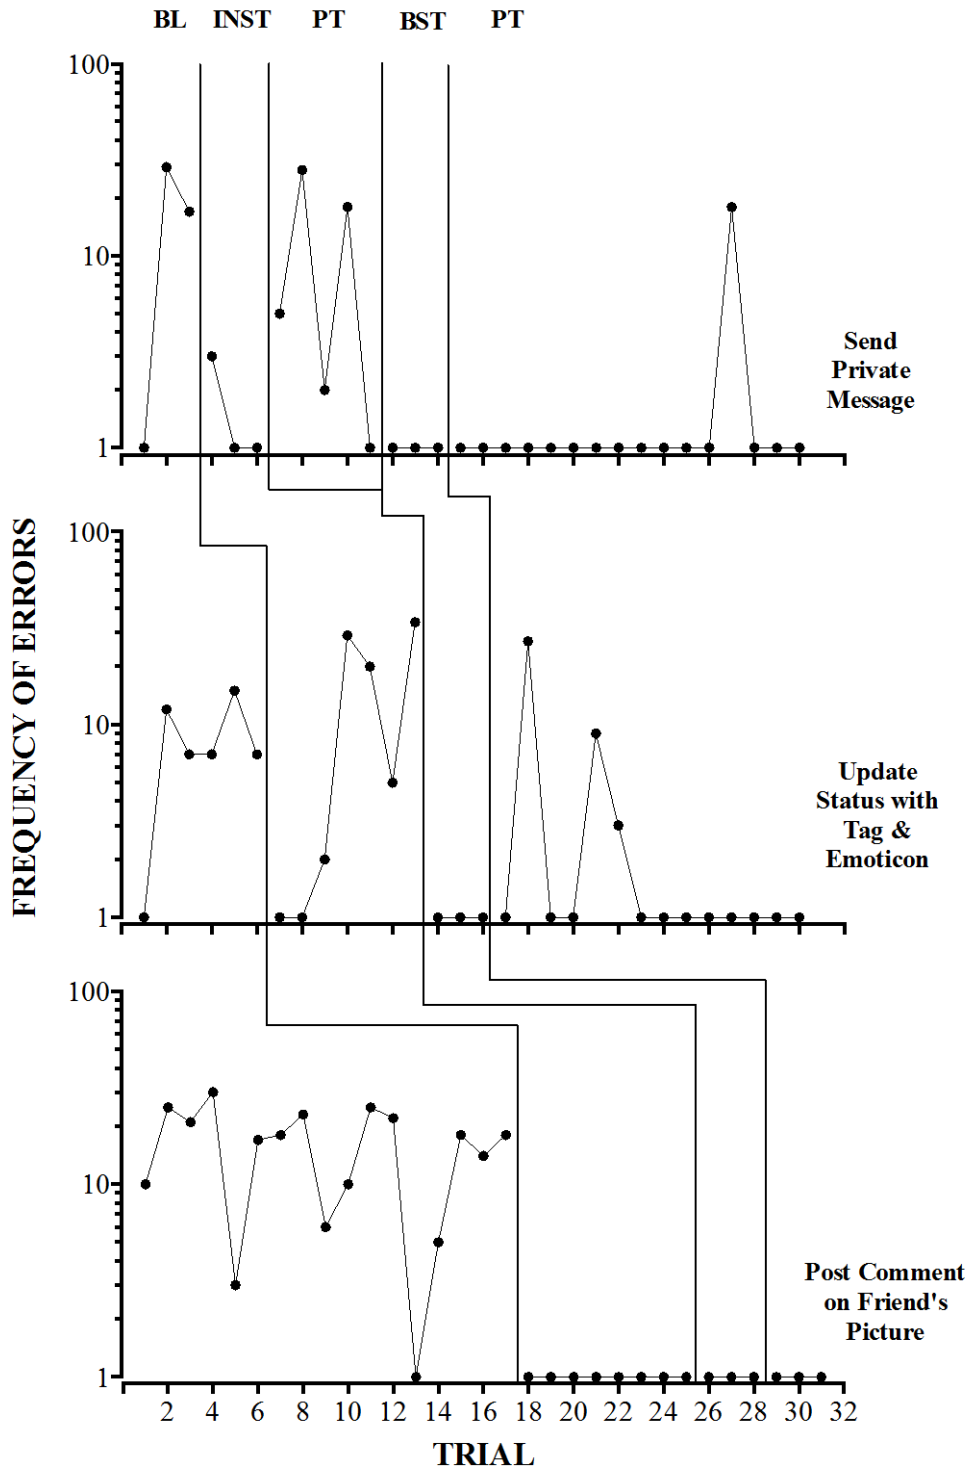 BL INST PT BST PT
100
10
1
Send
Private
Message
FREQUENCY OF ERRORS
100
10
1
Update
Status with
Tag &
Emoticon
100
10
1
Post Comment
on Friend's
Picture
2 4 6 8 10 12 14 16 18 20 22 24 26 28 30 32
TRIAL